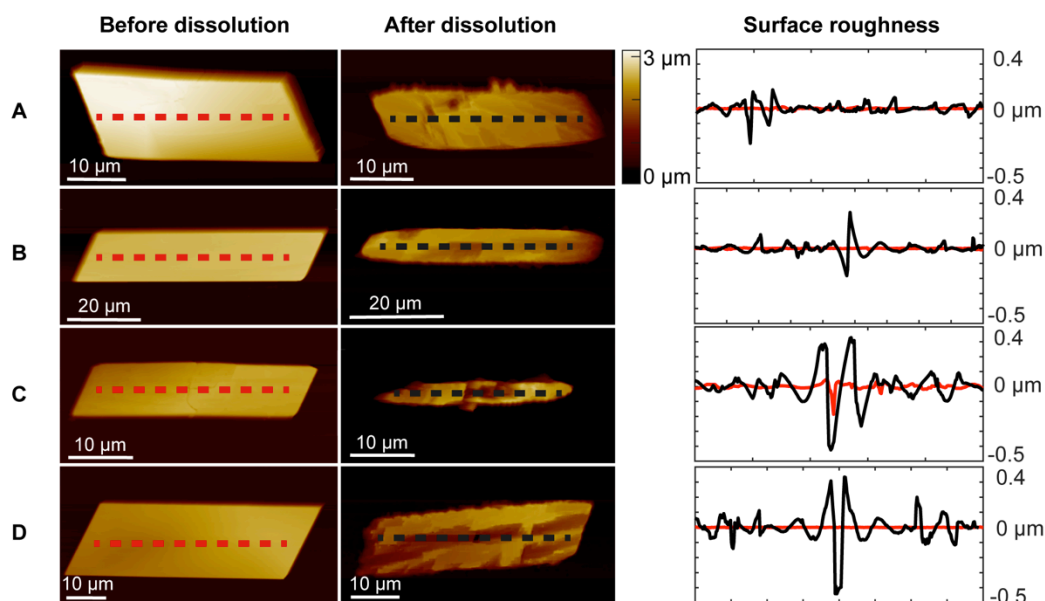 Before dissolution After dissolution Surface roughness
A
10 µm
10 µm
3 µm
0 µm
0.4
0 µm
-0.5
B
20 µm
20 µm
0.4
0 µm
-0.5
C
10 µm
10 µm
0.4
0 µm
-0.5
D
10 µm
10 µm
0.4
0 µm
-0.5